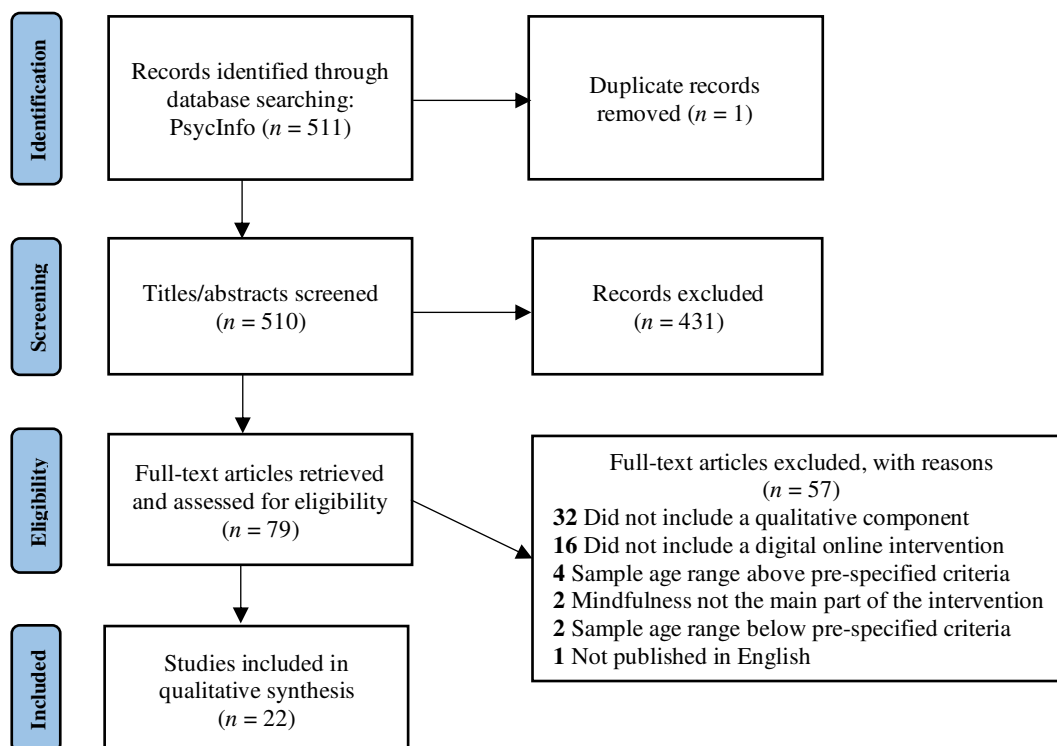 Identification
Records identified through
database searching:
PsycInfo (n = 511)
Duplicate records
removed (n = 1)
Screening
Titles/abstracts screened
(n = 510)
Records excluded
(n = 431)
Eligibility
Full-text articles retrieved
and assessed for eligibility
(n = 79)
Full-text articles excluded, with reasons
(n = 57)
32 Did not include a qualitative component
16 Did not include a digital online intervention
4 Sample age range above pre-specified criteria
2 Mindfulness not the main part of the intervention
2 Sample age range below pre-specified criteria
1 Not published in English
Included
Studies included in
qualitative synthesis
(n = 22)